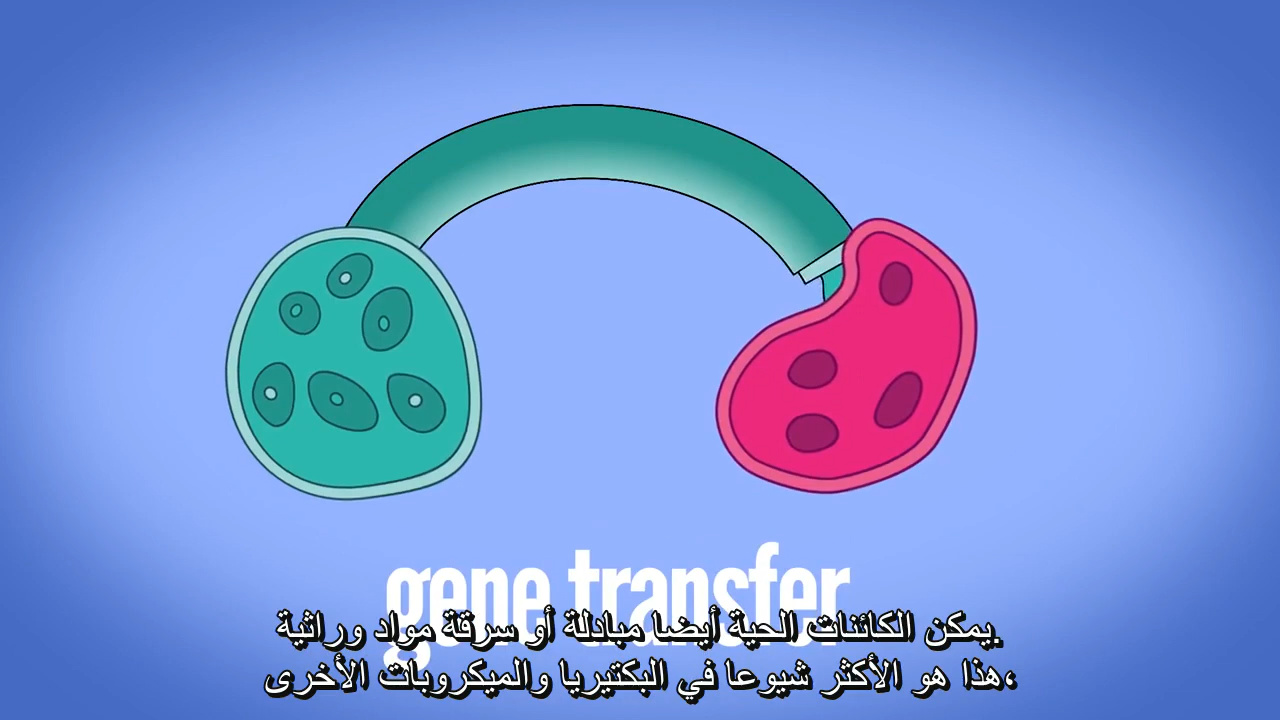 gene transfer
يمكن الكائنات الحية أيضا مبادلة أو سرقة مواد وراثية.
هذا هو الأكثر شيوعا في البكتيريا والميكروبات الأخرى،